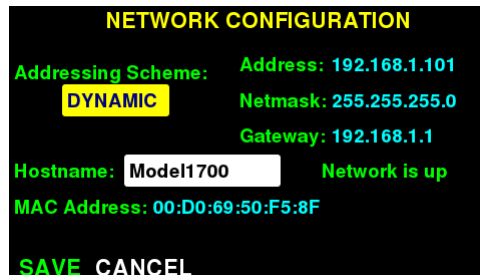 NETWORK CONFIGURATION
Addressing Scheme:
DYNAMIC
Address: 192.168.1.101
Netmask: 255.255.255.0
Gateway: 192.168.1.1
Hostname: Model1700
Network is up
MAC Address: 00:D0:69:50:F5:8F
SAVE CANCEL